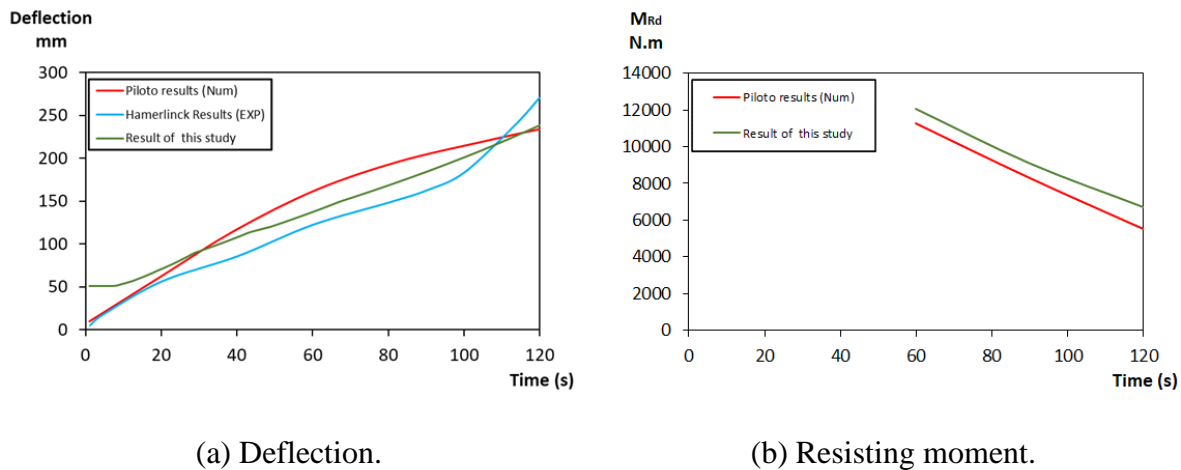 Deflection
mm
300
250
200
150
100
50
0
Piloto results (Num)
Hamerlinck Results (EXP)
Result of this study
0 20 40 60 80 100 120
Time (s)
(a) Deflection.
MRd
N.m
14000
12000
10000
8000
6000
4000
2000
0
Piloto results (Num)
Result of this study
0 20 40 60 80 100 120
Time (s)
(b) Resisting moment.